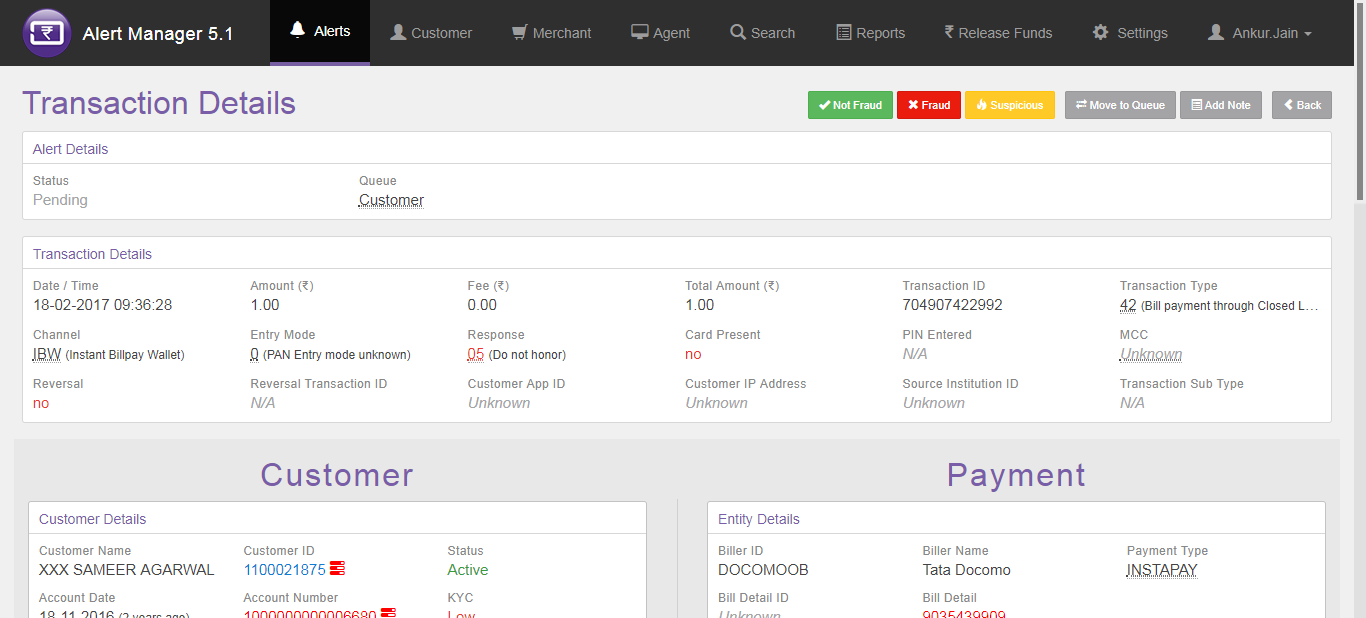 Alert Manager 5.1 Alerts Customer Merchant Agent Search Reports ₹ Release Funds Settings Ankur.Jain
Transaction Details Not Fraud Fraud Suspicious Move to Queue Add Note Back
Alert Details
Status Queue
Pending Customer
Transaction Details
Date / Time Amount (₹) Fee (₹) Total Amount (₹) Transaction ID Transaction Type
18-02-2017 09:36:28 1.00 0.00 1.00 704907422992 42 (Bill payment through Closed L…
Channel Entry Mode Response Card Present PIN Entered MCC
IBW (Instant Billpay Wallet) 0 (PAN Entry mode unknown) 05 (Do not honor) no N/A Unknown
Reversal Reversal Transaction ID Customer App ID Customer IP Address Source Institution ID Transaction Sub Type
no N/A Unknown Unknown Unknown N/A
Customer Payment
Customer Details Entity Details
Customer Name Customer ID Status Biller ID Biller Name Payment Type
XXX SAMEER AGARWAL 1100021875 Active DOCOMOOB Tata Docomo INSTAPAY
Account Date Account Number KYC Bill Detail ID Bill Detail
18-11-2016 (2 years ago) 1000000000006680 Low Unknown 9035439909